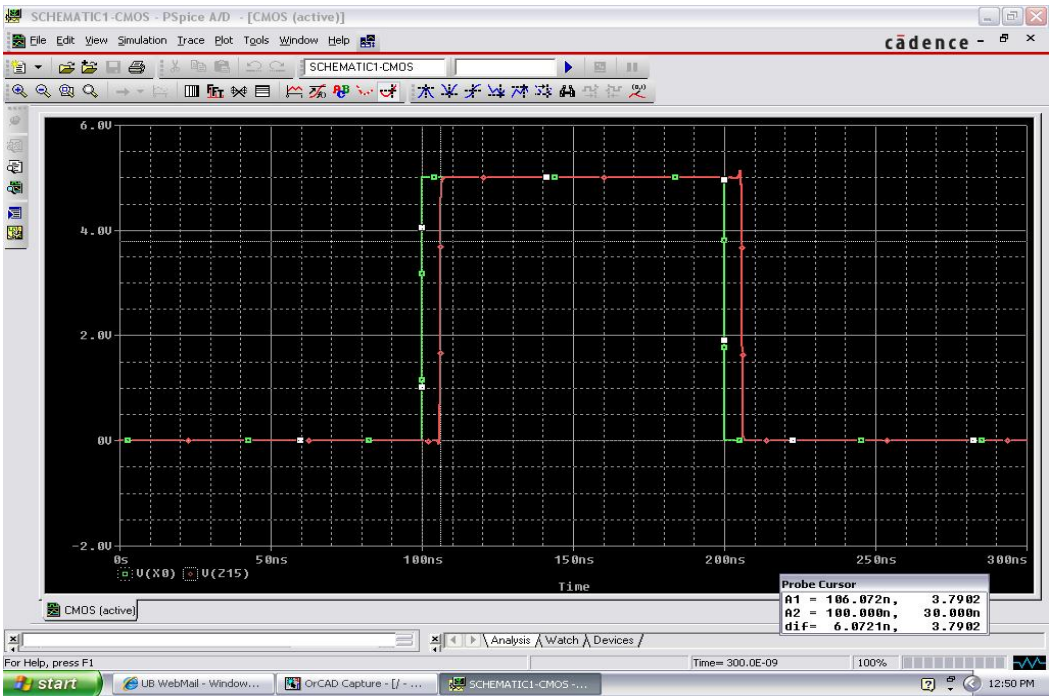 SCHEMATIC1-CMOS - PSpice A/D - [CMOS (active)]
File Edit View Simulation Trace Plot Tools Window Help
cādence
SCHEMATIC1-CMOS
6.0V
4.0V
2.0V
0V
-2.0V
0s 50ns 100ns 150ns 200ns 250ns 300ns
V(X0) V(Z15)
Time
Probe Cursor
A1 = 106.072n, 3.7902
A2 = 100.000n, 30.000n
dif= 6.0721n, 3.7902
CMOS (active)
Analysis Watch Devices
For Help, press F1
Time= 300.0E-09
100%
start
UB WebMail - Window...
OrCAD Capture - [/ - ...
SCHEMATIC1-CMOS -...
12:50 PM